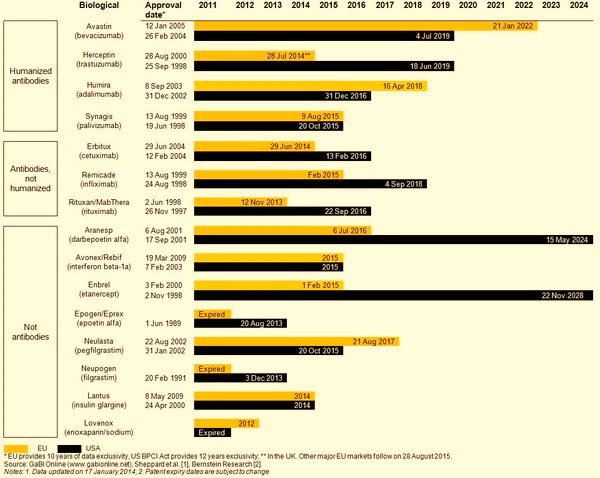 Biological Approval date* 2011 2012 2013 2014 2015 2016 2017 2018 2019 2020 2021 2022 2023 2024
Humanized antibodies
Avastin (bevacizumab)
12 Jan 2005 21 Jan 2022
26 Feb 2004 4 Jul 2019
Herceptin (trastuzumab)
28 Aug 2000 28 Jul 2014**
25 Sep 1998 18 Jun 2019
Humira (adalimumab)
8 Sep 2003 16 Apr 2018
31 Dec 2002 31 Dec 2016
Synagis (palivizumab)
13 Aug 1999 9 Aug 2015
19 Jun 1998 20 Oct 2015
Antibodies, not humanized
Erbitux (cetuximab)
29 Jun 2004 29 Jun 2014
12 Feb 2004 13 Feb 2016
Remicade (infliximab)
13 Aug 1999 Feb 2015
24 Aug 1998 4 Sep 2018
Rituxan/MabThera (rituximab)
2 Jun 1998 12 Nov 2013
26 Nov 1997 22 Sep 2016
Not antibodies
Aranesp (darbepoetin alfa)
6 Aug 2001 6 Jul 2016
17 Sep 2001 15 May 2024
Avonex/Rebif (interferon beta-1a)
19 Mar 2009 2015
7 Feb 2003 2015
Enbrel (etanercept)
3 Feb 2000 1 Feb 2015
2 Nov 1998 22 Nov 2028
Epogen/Eprex (epoetin alfa)
Expired
1 Jun 1989 20 Aug 2013
Neulasta (pegfilgrastim)
22 Aug 2002 21 Aug 2017
31 Jan 2002 20 Oct 2015
Neupogen (filgrastim)
Expired
20 Feb 1991 3 Dec 2013
Lantus (insulin glargine)
8 May 2009 2014
24 Apr 2000 2014
Lovenox (enoxaparin/sodium)
2012
Expired
EU USA
* EU provides 10 years of data exclusivity, US BPCI Act provides 12 years exclusivity; ** In the UK. Other major EU markets follow on 28 August 2015.
Source: GaBI Online (www.gabionline.net), Sheppard et al. [1], Bernstein Research [2]
Notes: 1. Data updated on 17 January 2014; 2. Patent expiry dates are subject to change